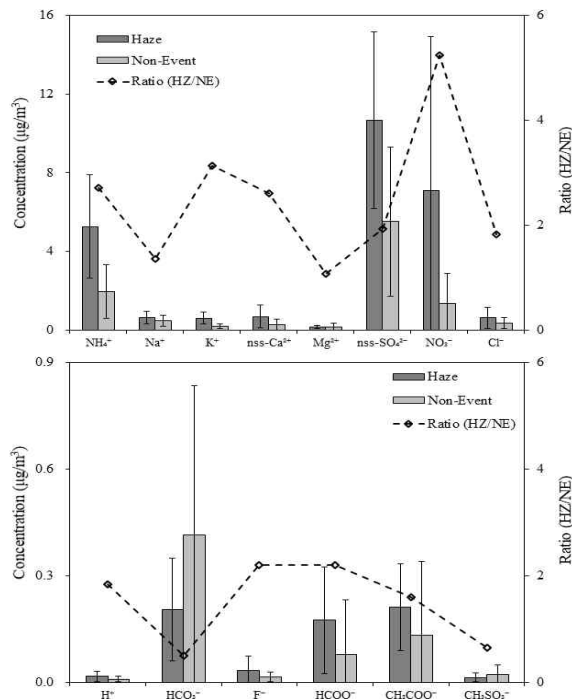 16
12
8
4
0
Concentration (µg/m³)
Haze
Non-Event
Ratio (HZ/NE)
6
4
2
0
Ratio (HZ/NE)
NH₄⁺ Na⁺ K⁺ nss-Ca²⁺ Mg²⁺ nss-SO₄²⁻ NO₃⁻ Cl⁻
0.9
0.6
0.3
0.0
Concentration (µg/m³)
Haze
Non-Event
Ratio (HZ/NE)
6
4
2
0
Ratio (HZ/NE)
H⁺ HCO₃⁻ F⁻ HCOO⁻ CH₃COO⁻ CH₃SO₃⁻